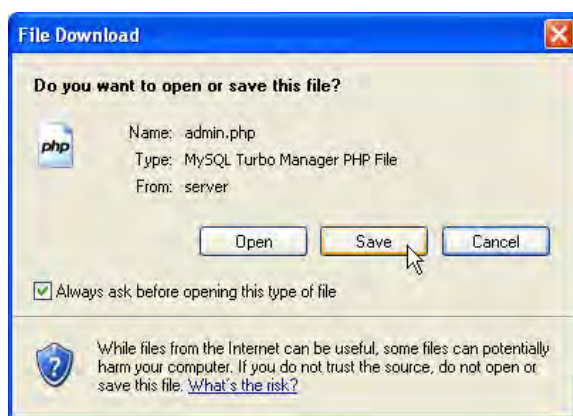 File Download
Do you want to open or save this file?
php
Name: admin.php
Type: MySQL Turbo Manager PHP File
From: server
Open Save Cancel
Always ask before opening this type of file
While files from the Internet can be useful, some files can potentially
harm your computer. If you do not trust the source, do not open or
save this file. What's the risk?